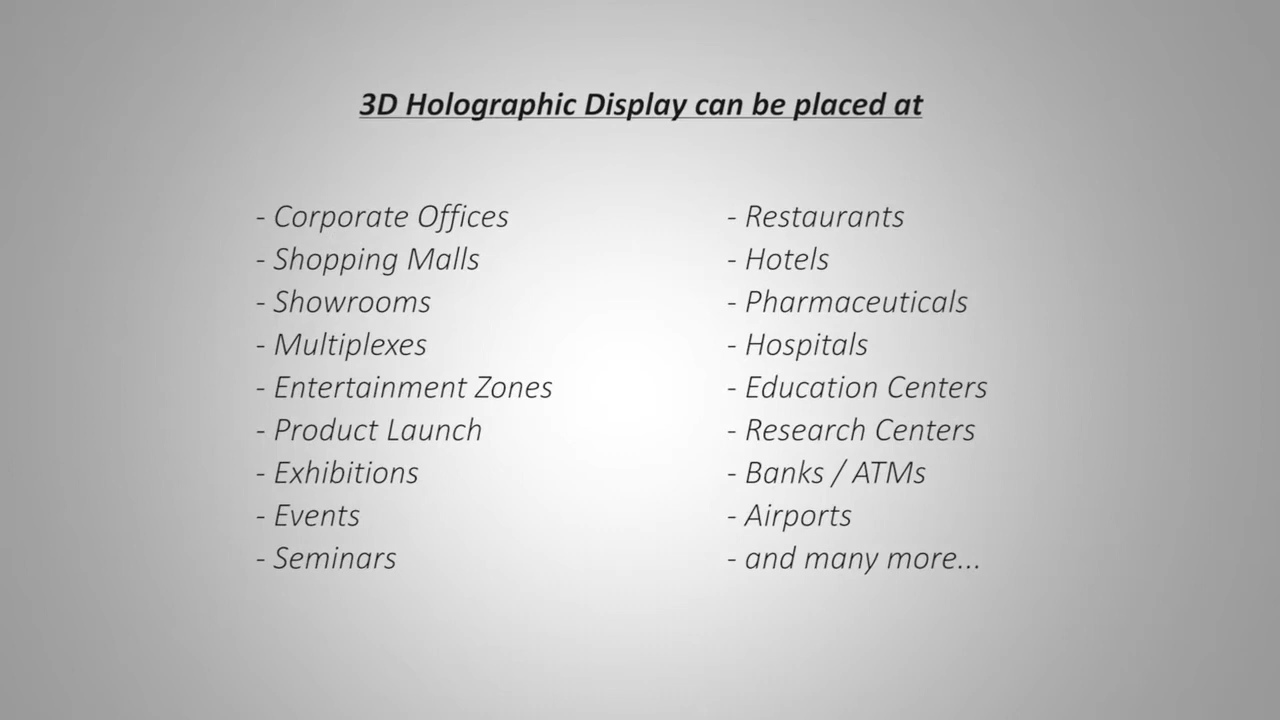 3D Holographic Display can be placed at
- Corporate Offices
- Shopping Malls
- Showrooms
- Multiplexes
- Entertainment Zones
- Product Launch
- Exhibitions
- Events
- Seminars
- Restaurants
- Hotels
- Pharmaceuticals
- Hospitals
- Education Centers
- Research Centers
- Banks / ATMs
- Airports
- and many more...